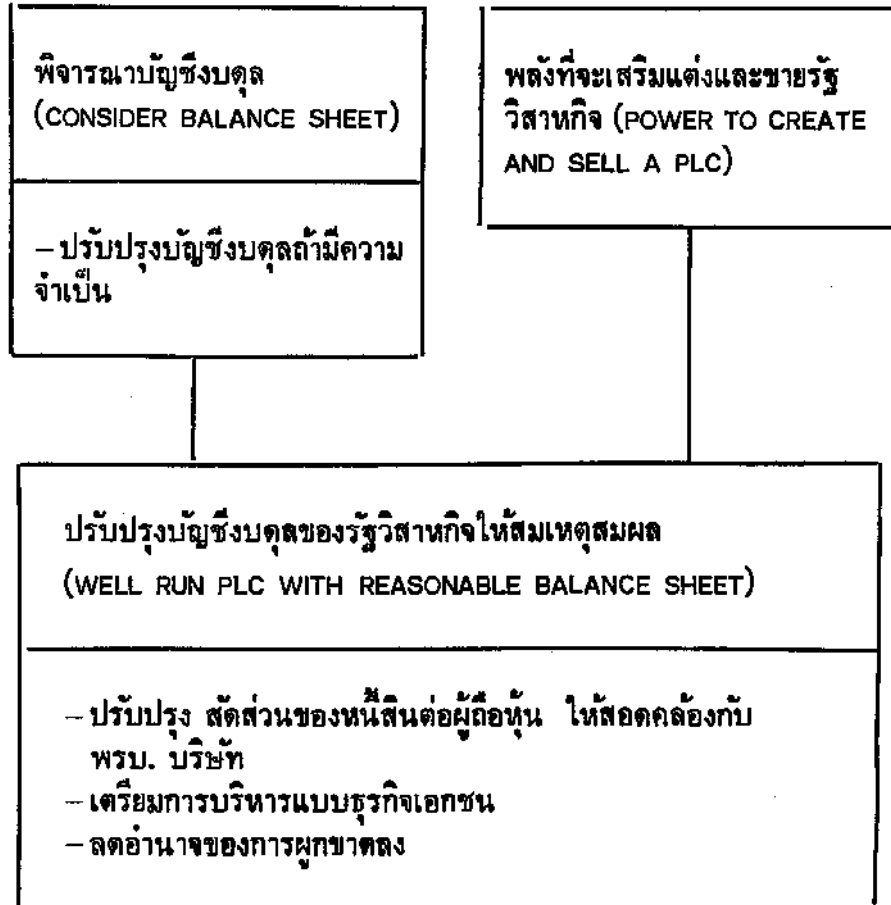 พิจารณาบัญชีงบดุล
(CONSIDER BALANCE SHEET)
–ปรับปรุงบัญชีงบดุลถ้ามีความ
จำเป็น
พลังที่จะเสริมแต่งและขายรัฐ
วิสาหกิจ (POWER TO CREATE
AND SELL A PLC)
ปรับปรุงบัญชีงบดุลของรัฐวิสาหกิจให้สมเหตุสมผล
(WELL RUN PLC WITH REASONABLE BALANCE SHEET)
–ปรับปรุง สัดส่วนของหนี้สินต่อผู้ถือหุ้น ให้สอดคล้องกับ
พรบ. บริษัท
–เตรียมการบริหารแบบธุรกิจเอกชน
–ลดอำนาจของการผูกขาดลง